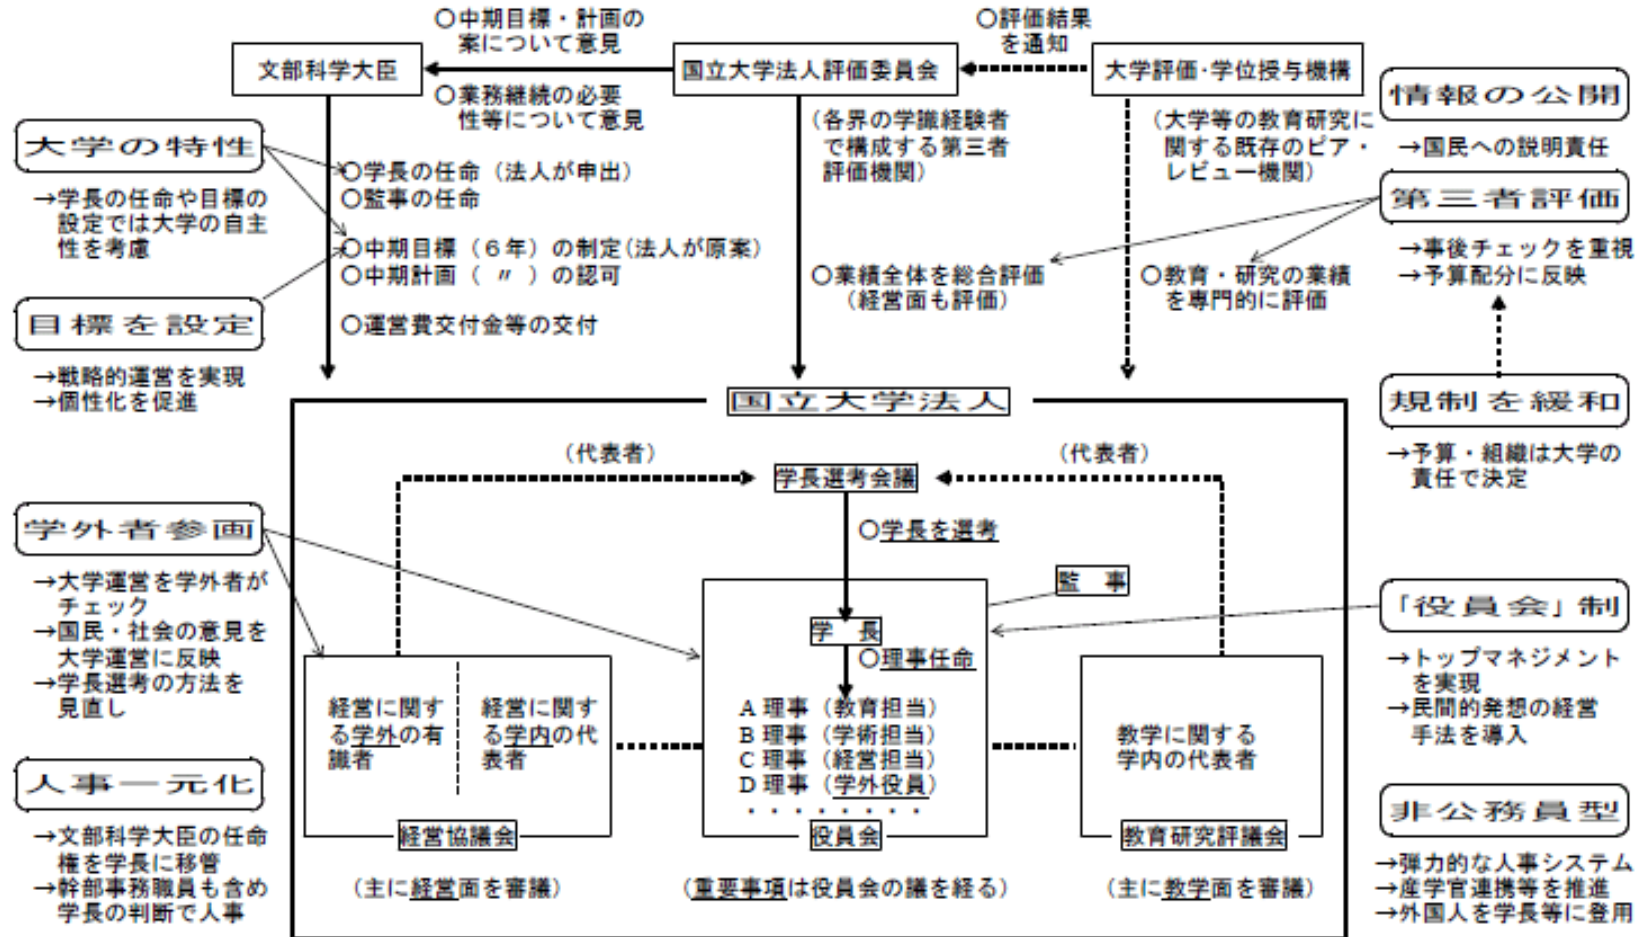 ○中期目標・計画の
案について意見
○評価結果
を通知
文部科学大臣
国立大学法人評価委員会
大学評価・学位授与機構
○業務継続の必要
性等について意見
(各界の学識経験者
で構成する第三者
評価機関)
(大学等の教育研究に
関する既存のピア・
レビュー機関)
情報の公開
→国民への説明責任
大学の特性
→学長の任命や目標の
設定では大学の自主
性を考慮
○学長の任命(法人が申出)
○監事の任命
○中期目標(6年)の制定(法人が原案)
○中期計画( 〃 )の認可
○運営費交付金等の交付
○業績全体を総合評価
(経営面も評価)
○教育・研究の業績
を専門的に評価
第三者評価
→事後チェックを重視
→予算配分に反映
目標を設定
→戦略的運営を実現
→個性化を促進
規制を緩和
→予算・組織は大学の
責任で決定
国立大学法人
(代表者)
学長選考会議
(代表者)
○学長を選考
学外者参画
→大学運営を学外者が
チェック
→国民・社会の意見を
大学運営に反映
→学長選考の方法を
見直し
監 事
学 長
○理事任命
「役員会」制
→トップマネジメント
を実現
→民間的発想の経営
手法を導入
経営に関す
る学外の有
識者
経営に関す
る学内の代
表者
A 理事(教育担当)
B 理事(学術担当)
C 理事(経営担当)
D 理事(学外役員)
・・・・・・・・
教学に関する
学内の代表者
経営協議会
役員会
教育研究評議会
(主に経営面を審議)
(重要事項は役員会の議を経る)
(主に教学面を審議)
人事一元化
→文部科学大臣の任命
権を学長に移管
→幹部事務職員も含め
学長の判断で人事
非公務員型
→弾力的な人事システム
→産学官連携等を推進
→外国人を学長等に登用